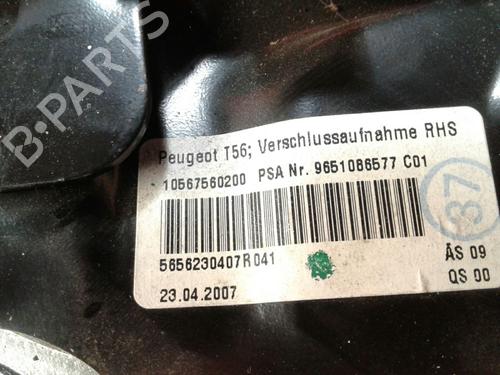 B·PARTS
Peugeot T56; Verschlussaufnahme RHS
10567560200 PSA Nr. 9651086577 C01
37
5656230407R041
ÄS 09
23.04.2007
QS 00